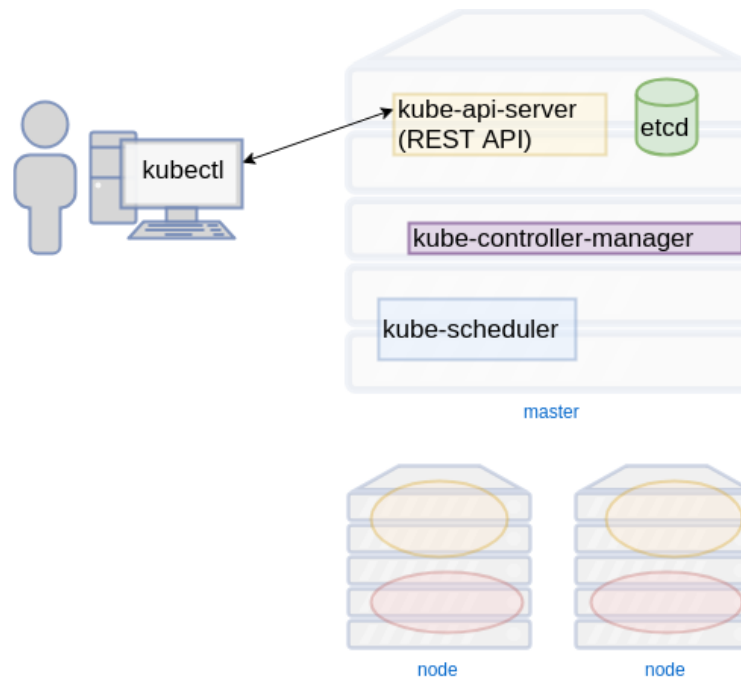 kube-api-server
(REST API)
etcd
kubectl
kube-controller-manager
kube-scheduler
master
node
node